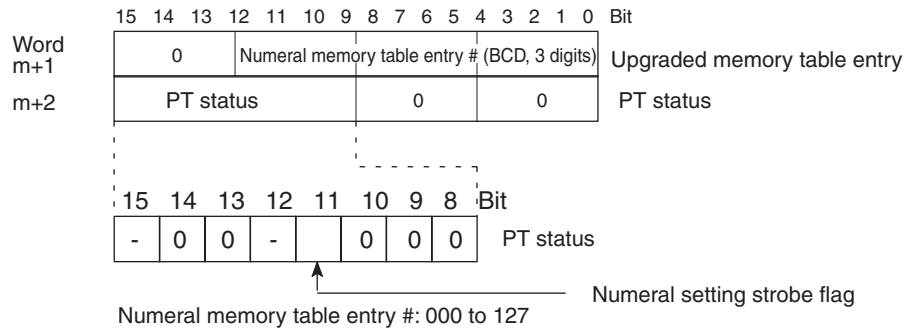 15 14 13 12 11 10 9 8 7 6 5 4 3 2 1 0 Bit
Word
m+1
0 Numeral memory table entry # (BCD, 3 digits) Upgraded memory table entry
m+2 PT status 0 0 PT status
15 14 13 12 11 10 9 8 Bit
- 0 0 - 0 0 0 PT status
Numeral setting strobe flag
Numeral memory table entry #: 000 to 127